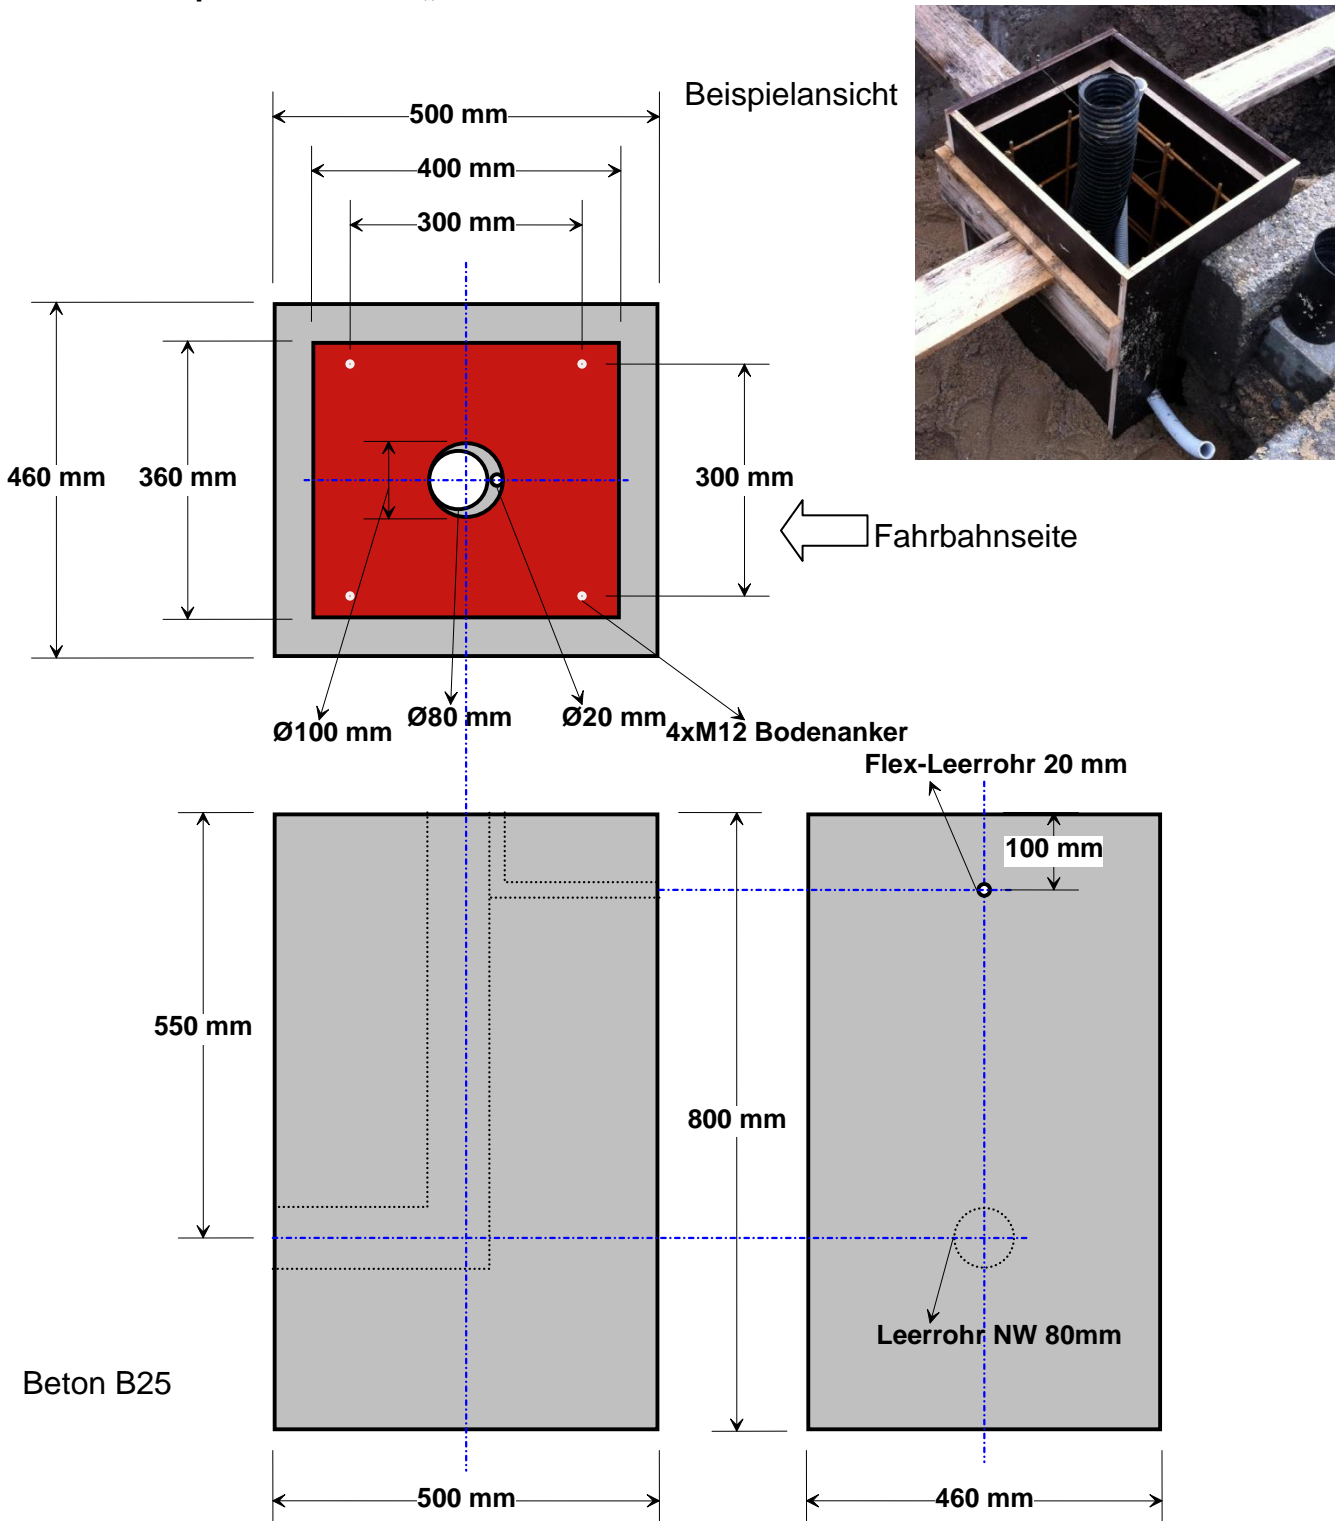 Beispielansicht
500 mm
400 mm
300 mm
460 mm
360 mm
300 mm
Fahrbahnseite
Ø100 mm
Ø80 mm
Ø20 mm
4xM12 Bodenanker
Flex-Leerrohr 20 mm
100 mm
550 mm
800 mm
Leerrohr NW 80mm
Beton B25
500 mm
460 mm